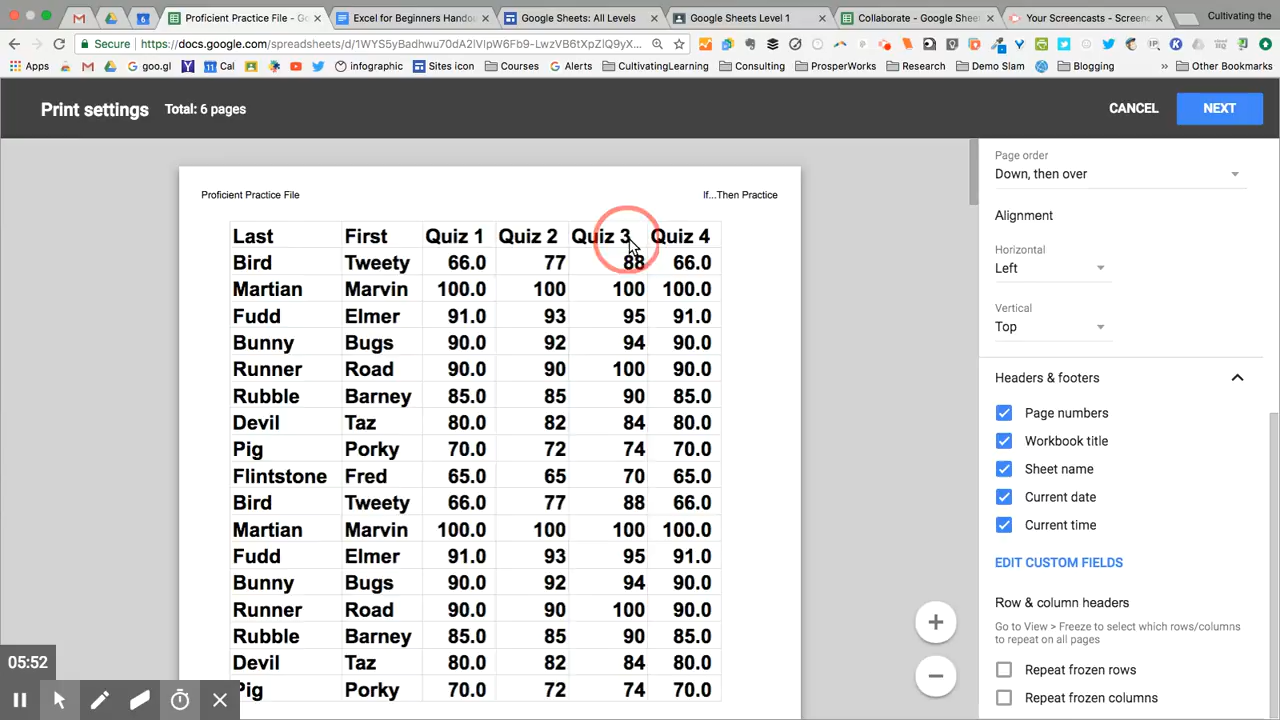 Proficient Practice File - Go
Excel for Beginners Handou
Google Sheets: All Levels
Google Sheets Level 1
Collaborate - Google Shee
Your Screencasts - Screen
Cultivating the
Secure
https://docs.google.com/spreadsheets/d/1WYS5yBadhwu70dA2lVlpW6Fb9-LwzVB6tXpZlQ9yX...
Apps
goo.gl
Cal
infographic
Sites icon
Courses
Alerts
CultivatingLearning
Consulting
ProsperWorks
Research
Demo Slam
Blogging
Other Bookmarks
Print settings Total: 6 pages
CANCEL
NEXT
Proficient Practice File
If...Then Practice
Last First Quiz 1 Quiz 2 Quiz 3 Quiz 4
Bird Tweety 66.0 77 88 66.0
Martian Marvin 100.0 100 100 100.0
Fudd Elmer 91.0 93 95 91.0
Bunny Bugs 90.0 92 94 90.0
Runner Road 90.0 90 100 90.0
Rubble Barney 85.0 85 90 85.0
Devil Taz 80.0 82 84 80.0
Pig Porky 70.0 72 74 70.0
Flintstone Fred 65.0 65 70 65.0
Bird Tweety 66.0 77 88 66.0
Martian Marvin 100.0 100 100 100.0
Fudd Elmer 91.0 93 95 91.0
Bunny Bugs 90.0 92 94 90.0
Runner Road 90.0 90 100 90.0
Rubble Barney 85.0 85 90 85.0
Devil Taz 80.0 82 84 80.0
Pig Porky 70.0 72 74 70.0
Page order
Down, then over
Alignment
Horizontal
Left
Vertical
Top
Headers & footers
Page numbers
Workbook title
Sheet name
Current date
Current time
EDIT CUSTOM FIELDS
Row & column headers
Go to View > Freeze to select which rows/columns
to repeat on all pages
Repeat frozen rows
Repeat frozen columns
05:52